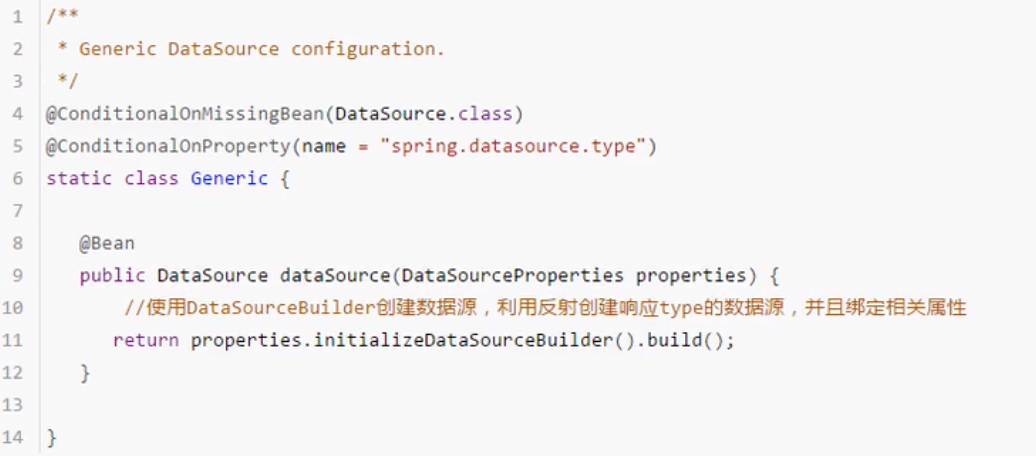 1 /**
2  * Generic DataSource configuration.
3  */
4 @ConditionalOnMissingBean(DataSource.class)
5 @ConditionalOnProperty(name = "spring.datasource.type")
6 static class Generic {
7
8    @Bean
9    public DataSource dataSource(DataSourceProperties properties) {
10       //使用DataSourceBuilder创建数据源，利用反射创建响应type的数据源，并且绑定相关属性
11      return properties.initializeDataSourceBuilder().build();
12   }
13
14 }